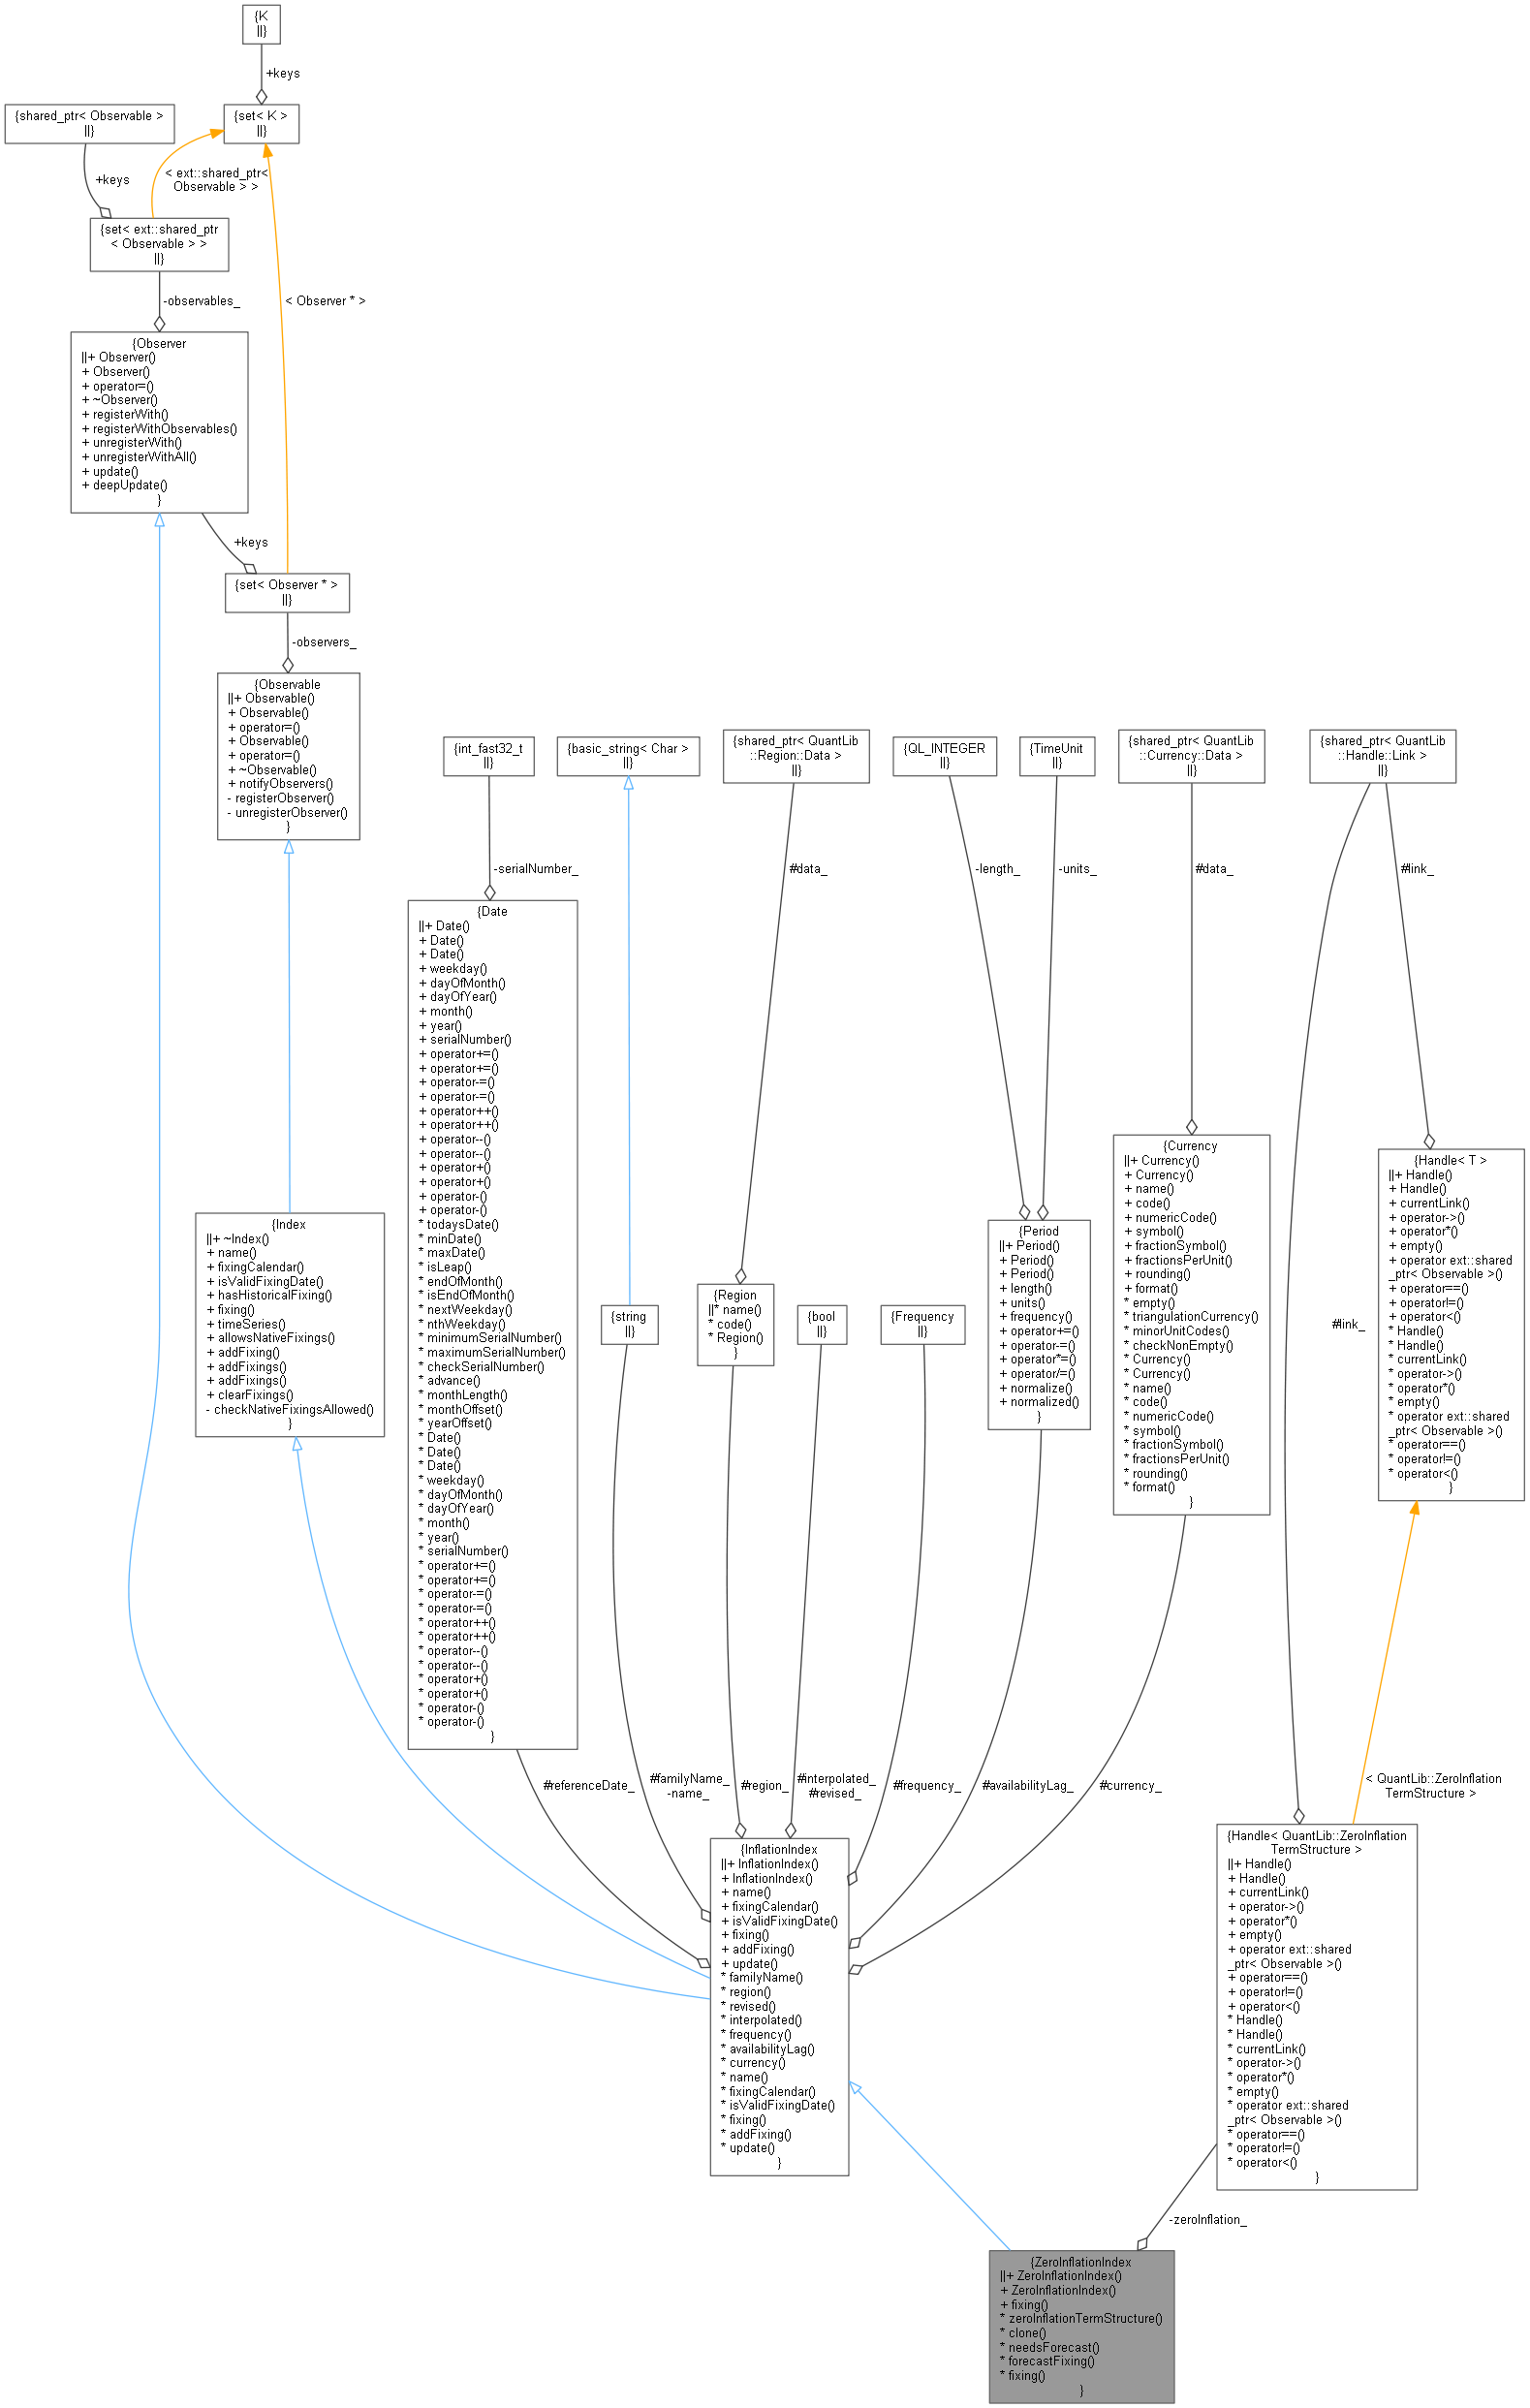 {K
||}
+keys
{shared_ptr< Observable >
||}
{set< K >
||}
+keys
< ext::shared_ptr<
Observable > >
{set< ext::shared_ptr
< Observable > >
||}
-observables_
< Observer * >
{Observer
||+ Observer()
+ Observer()
+ operator=()
+ ~Observer()
+ registerWith()
+ registerWithObservables()
+ unregisterWith()
+ unregisterWithAll()
+ update()
+ deepUpdate()
}
+keys
{set< Observer * >
||}
-observers_
{Observable
||+ Observable()
+ Observable()
+ operator=()
+ Observable()
+ operator=()
+ ~Observable()
+ notifyObservers()
- registerObserver()
- unregisterObserver()
}
{int_fast32_t
||}
{basic_string< Char >
||}
{shared_ptr< QuantLib
::Region::Data >
||}
{QL_INTEGER
||}
{TimeUnit
||}
{shared_ptr< QuantLib
::Currency::Data >
||}
{shared_ptr< QuantLib
::Handle::Link >
||}
-serialNumber_
#data_
-length_
-units_
#data_
#link_
{Date
||+ Date()
+ Date()
+ Date()
+ weekday()
+ dayOfMonth()
+ dayOfYear()
+ month()
+ year()
+ serialNumber()
+ operator+=()
+ operator+=()
+ operator-=()
+ operator-=()
+ operator++()
+ operator++()
+ operator--()
+ operator--()
+ operator+()
+ operator+()
+ operator-()
+ operator-()
* todaysDate()
* minDate()
* maxDate()
* isLeap()
* endOfMonth()
* isEndOfMonth()
* nextWeekday()
* nthWeekday()
* minimumSerialNumber()
* maximumSerialNumber()
* checkSerialNumber()
* advance()
* monthLength()
* monthOffset()
* yearOffset()
* Date()
* Date()
* Date()
* weekday()
* dayOfMonth()
* dayOfYear()
* month()
* year()
* serialNumber()
* operator+=()
* operator+=()
* operator-=()
* operator-=()
* operator++()
* operator++()
* operator--()
* operator--()
* operator+()
* operator+()
* operator-()
* operator-()
}
{Index
||+ ~Index()
+ name()
+ fixingCalendar()
+ isValidFixingDate()
+ hasHistoricalFixing()
+ fixing()
+ timeSeries()
+ allowsNativeFixings()
+ addFixing()
+ addFixings()
+ addFixings()
+ clearFixings()
- checkNativeFixingsAllowed()
}
{string
||}
{Region
||* name()
* code()
* Region()
}
{bool
||}
{Frequency
||}
{Period
||+ Period()
+ Period()
+ Period()
+ length()
+ units()
+ frequency()
+ operator+=()
+ operator-=()
+ operator*=()
+ operator/=()
+ normalize()
+ normalized()
}
{Currency
||+ Currency()
+ Currency()
+ name()
+ code()
+ numericCode()
+ symbol()
+ fractionSymbol()
+ fractionsPerUnit()
+ rounding()
+ format()
* empty()
* triangulationCurrency()
* minorUnitCodes()
* checkNonEmpty()
* Currency()
* Currency()
* name()
* code()
* numericCode()
* symbol()
* fractionSymbol()
* fractionsPerUnit()
* rounding()
* format()
}
#link_
{Handle< T >
||+ Handle()
+ Handle()
+ currentLink()
+ operator->()
+ operator*()
+ empty()
+ operator ext::shared
_ptr< Observable >()
+ operator==()
+ operator!=()
+ operator<()
* Handle()
* Handle()
* currentLink()
* operator->()
* operator*()
* empty()
* operator ext::shared
_ptr< Observable >()
* operator==()
* operator!=()
* operator<()
}
#referenceDate_
#familyName_
-name_
#region_
#interpolated_
#revised_
#frequency_
#availabilityLag_
#currency_
< QuantLib::ZeroInflation
TermStructure >
{InflationIndex
||+ InflationIndex()
+ InflationIndex()
+ name()
+ fixingCalendar()
+ isValidFixingDate()
+ fixing()
+ addFixing()
+ update()
* familyName()
* region()
* revised()
* interpolated()
* frequency()
* availabilityLag()
* currency()
* name()
* fixingCalendar()
* isValidFixingDate()
* fixing()
* addFixing()
* update()
}
{Handle< QuantLib::ZeroInflation
TermStructure >
||+ Handle()
+ Handle()
+ currentLink()
+ operator->()
+ operator*()
+ empty()
+ operator ext::shared
_ptr< Observable >()
+ operator==()
+ operator!=()
+ operator<()
* Handle()
* Handle()
* currentLink()
* operator->()
* operator*()
* empty()
* operator ext::shared
_ptr< Observable >()
* operator==()
* operator!=()
* operator<()
}
-zeroInflation_
{ZeroInflationIndex
||+ ZeroInflationIndex()
+ ZeroInflationIndex()
+ fixing()
* zeroInflationTermStructure()
* clone()
* needsForecast()
* forecastFixing()
* fixing()
}